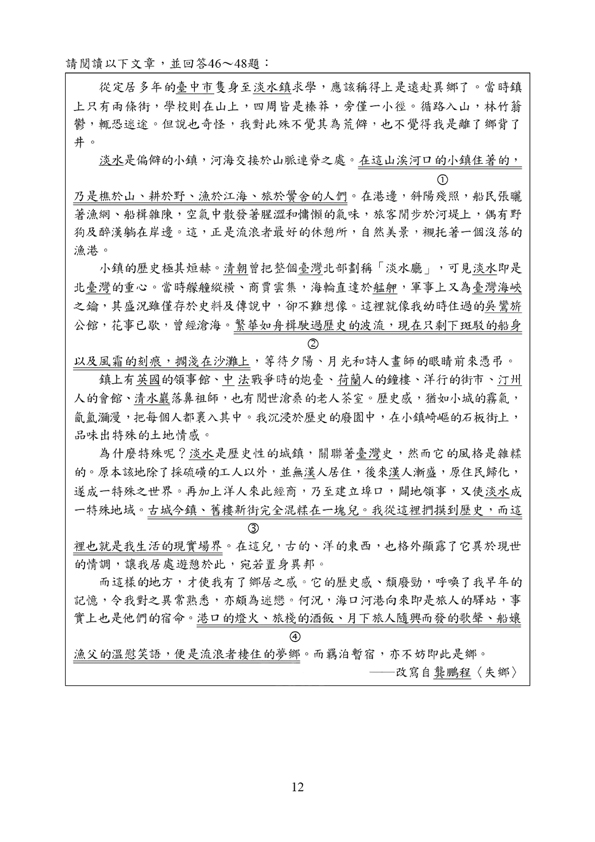 請閱讀以下文章，並回答46～48題：
從定居多年的臺中市隻身至淡水鎮求學，應該稱得上是遠赴異鄉了。當時鎮
上只有兩條街，學校則在山上，四周皆是榛莽，旁僅一小徑。循路入山，林竹蓊
鬱，輒恐迷途。但說也奇怪，我對此殊不覺其為荒僻，也不覺得我是離了鄉背了
井。
淡水是偏僻的小鎮，河海交接於山脈連脊之處。在這山涘河口的小鎮住著的，
①
乃是樵於山、耕於野、漁於江海、旅於黌舍的人們。在港邊，斜陽殘照，船民張曬
著漁網、船楫雜陳，空氣中散發著腥澀和慵懶的氣味，旅客閒步於河堤上，偶有野
狗及醉漢躺在岸邊。這，正是流浪者最好的休憩所，自然美景，襯托著一個沒落的
漁港。
小鎮的歷史極其烜赫。清朝曾把整個臺灣北部劃稱「淡水廳」，可見淡水即是
北臺灣的重心。當時艨艟縱橫、商賈雲集，海輪直達於艋舺，軍事上又為臺灣海峽
之鑰，其盛況雖僅存於史料及傳說中，卻不難想像。這裡就像我幼時住過的吳鸞旂
公館，花事已歇，曾經滄海。繁華如舟楫駛過歷史的波流，現在只剩下斑駁的船身
②
以及風霜的刻痕，擱淺在沙灘上，等待夕陽、月光和詩人畫師的眼睛前來憑弔。
鎮上有英國的領事館、中法戰爭時的炮臺、荷蘭人的鐘樓、洋行的街市、汀州
人的會館、清水巖落鼻祖師，也有閱世滄桑的老人茶室。歷史感，猶如小城的霧氣，
氤氳瀰漫，把每個人都裹入其中。我沉浸於歷史的廢園中，在小鎮崎嶇的石板街上，
品味出特殊的土地情感。
為什麼特殊呢？淡水是歷史性的城鎮，關聯著臺灣史，然而它的風格是雜糅
的。原本該地除了採硫磺的工人以外，並無漢人居住，後來漢人漸盛，原住民歸化，
遂成一特殊之世界。再加上洋人來此經商，乃至建立埠口，闢地領事，又使淡水成
一特殊地域。古城今鎮、舊樓新街完全混糅在一塊兒。我從這裡捫摸到歷史，而這
③
裡也就是我生活的現實場界。在這兒，古的、洋的東西，也格外顯露了它異於現世
的情調，讓我居處遊憩於此，宛若置身異邦。
而這樣的地方，才使我有了鄉居之感。它的歷史感、頹廢勁，呼喚了我早年的
記憶，令我對之異常熟悉，亦頗為迷戀。何況，海口河港向來即是旅人的驛站，事
實上也是他們的宿命。港口的燈火、旅棧的酒飯、月下旅人隨興而發的歌聲、船孃
④
漁父的溫慰笑語，便是流浪者棲住的夢鄉。而羈泊暫宿，亦不妨即此是鄉。
──改寫自龔鵬程〈失鄉〉
12